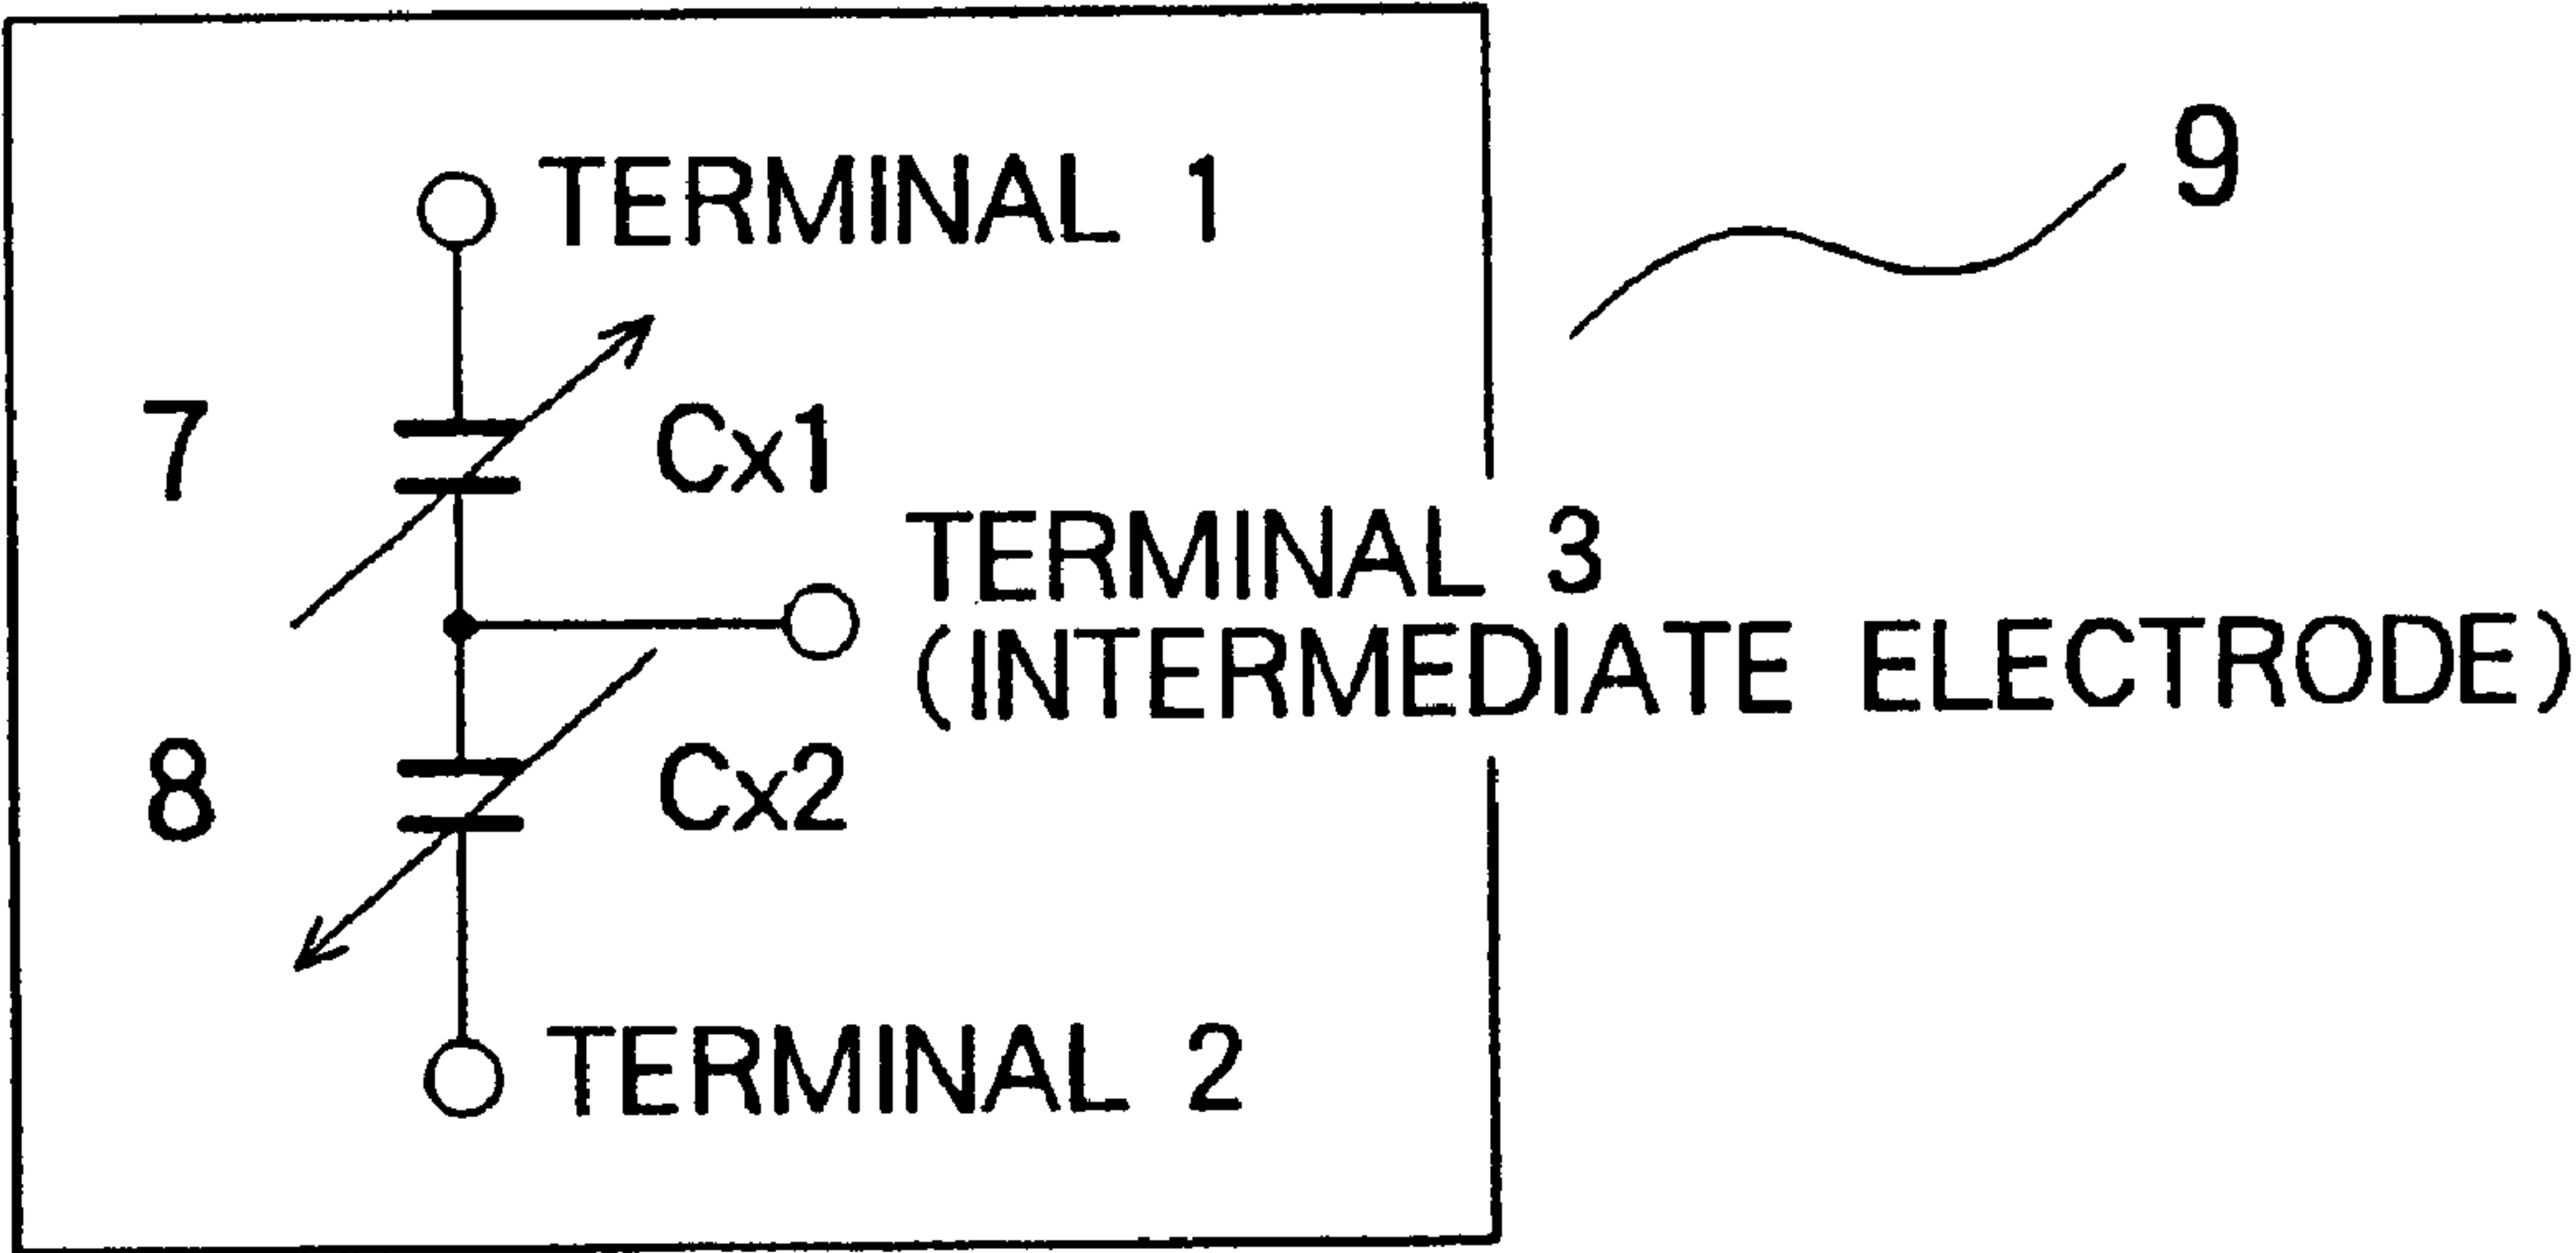 TERMINAL 1
9
7
Cx1
TERMINAL 3
(INTERMEDIATE ELECTRODE)
8
Cx2
TERMINAL 2